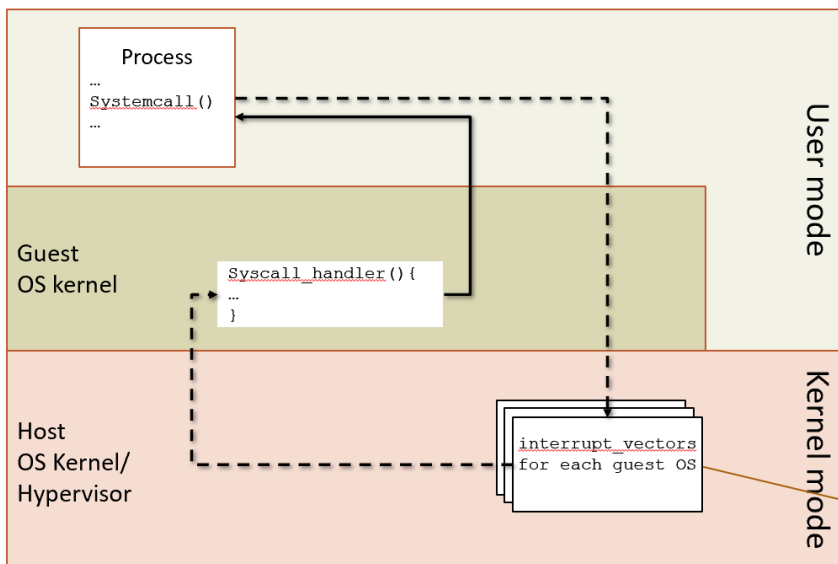 Process
…
Systemcall()
…
User mode
Guest
OS kernel
Syscall_handler(){
…
}
Kernel mode
Host
OS Kernel/
Hypervisor
interrupt_vectors
for each guest OS